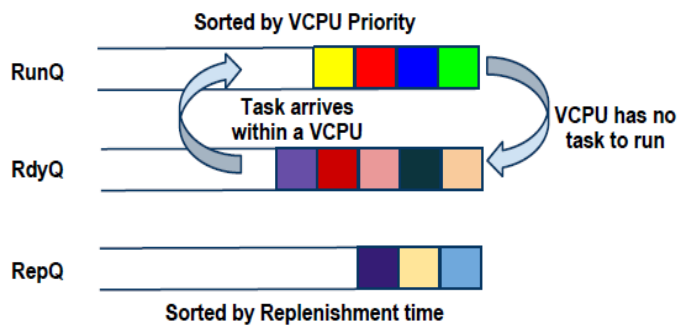 Sorted by VCPU Priority
RunQ
Task arrives
within a VCPU
VCPU has no
task to run
RdyQ
RepQ
Sorted by Replenishment time